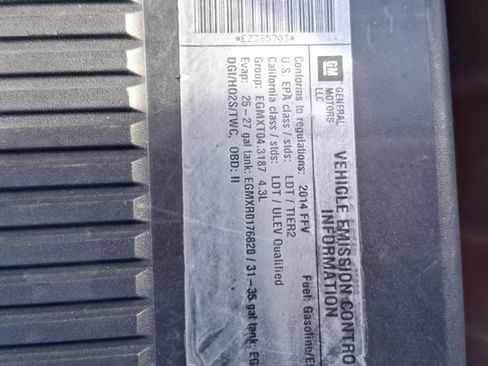 GM
GENERAL
MOTORS
LLC
VEHICLE EMISSION CONTRO
INFORMATION
Conforms to regulations: 2014 FFV
Fuel: Gasoline/E
U.S. EPA class / stds: LDT / TIER2
California class / stds: LDT / ULEV Qualified
Group: EGMXT04.3187 4.3L
Evap: 25-27 gal tank: EGMXR0176820 / 31-35 gal tank: EG
DGI/HO2S/TWC, OBD: II
*EZ385703*